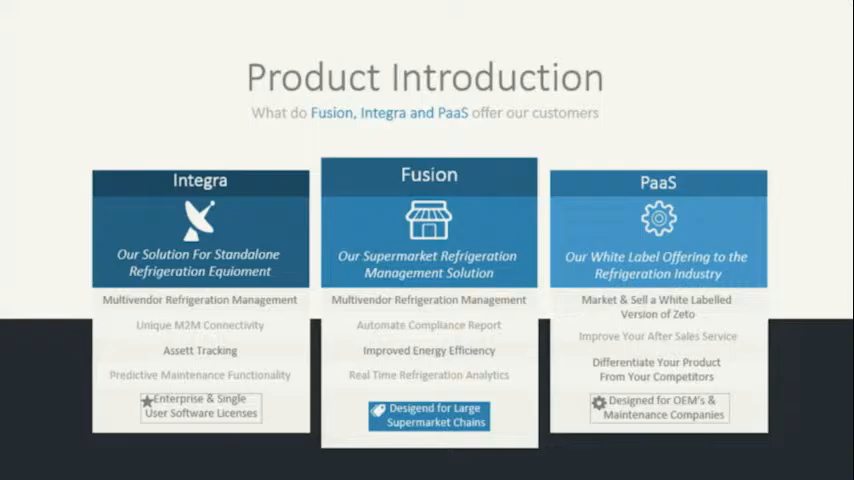 Product Introduction
What do Fusion, Integra and PaaS offer our customers
Integra
Our Solution For Standalone
Refrigeration Equioment
Multivendor Refrigeration Management
Unique M2M Connectivity
Assett Tracking
Predictive Maintenance Functionality
Enterprise & Single
User Software Licenses
Fusion
Our Supermarket Refrigeration
Management Solution
Multivendor Refrigeration Management
Automate Compliance Report
Improved Energy Efficiency
Real Time Refrigeration Analytics
Desigend for Large
Supermarket Chains
PaaS
Our White Label Offering to the
Refrigeration Industry
Market & Sell a White Labelled
Version of Zeto
Improve Your After Sales Service
Differentiate Your Product
From Your Competitors
Designed for OEM's &
Maintenance Companies